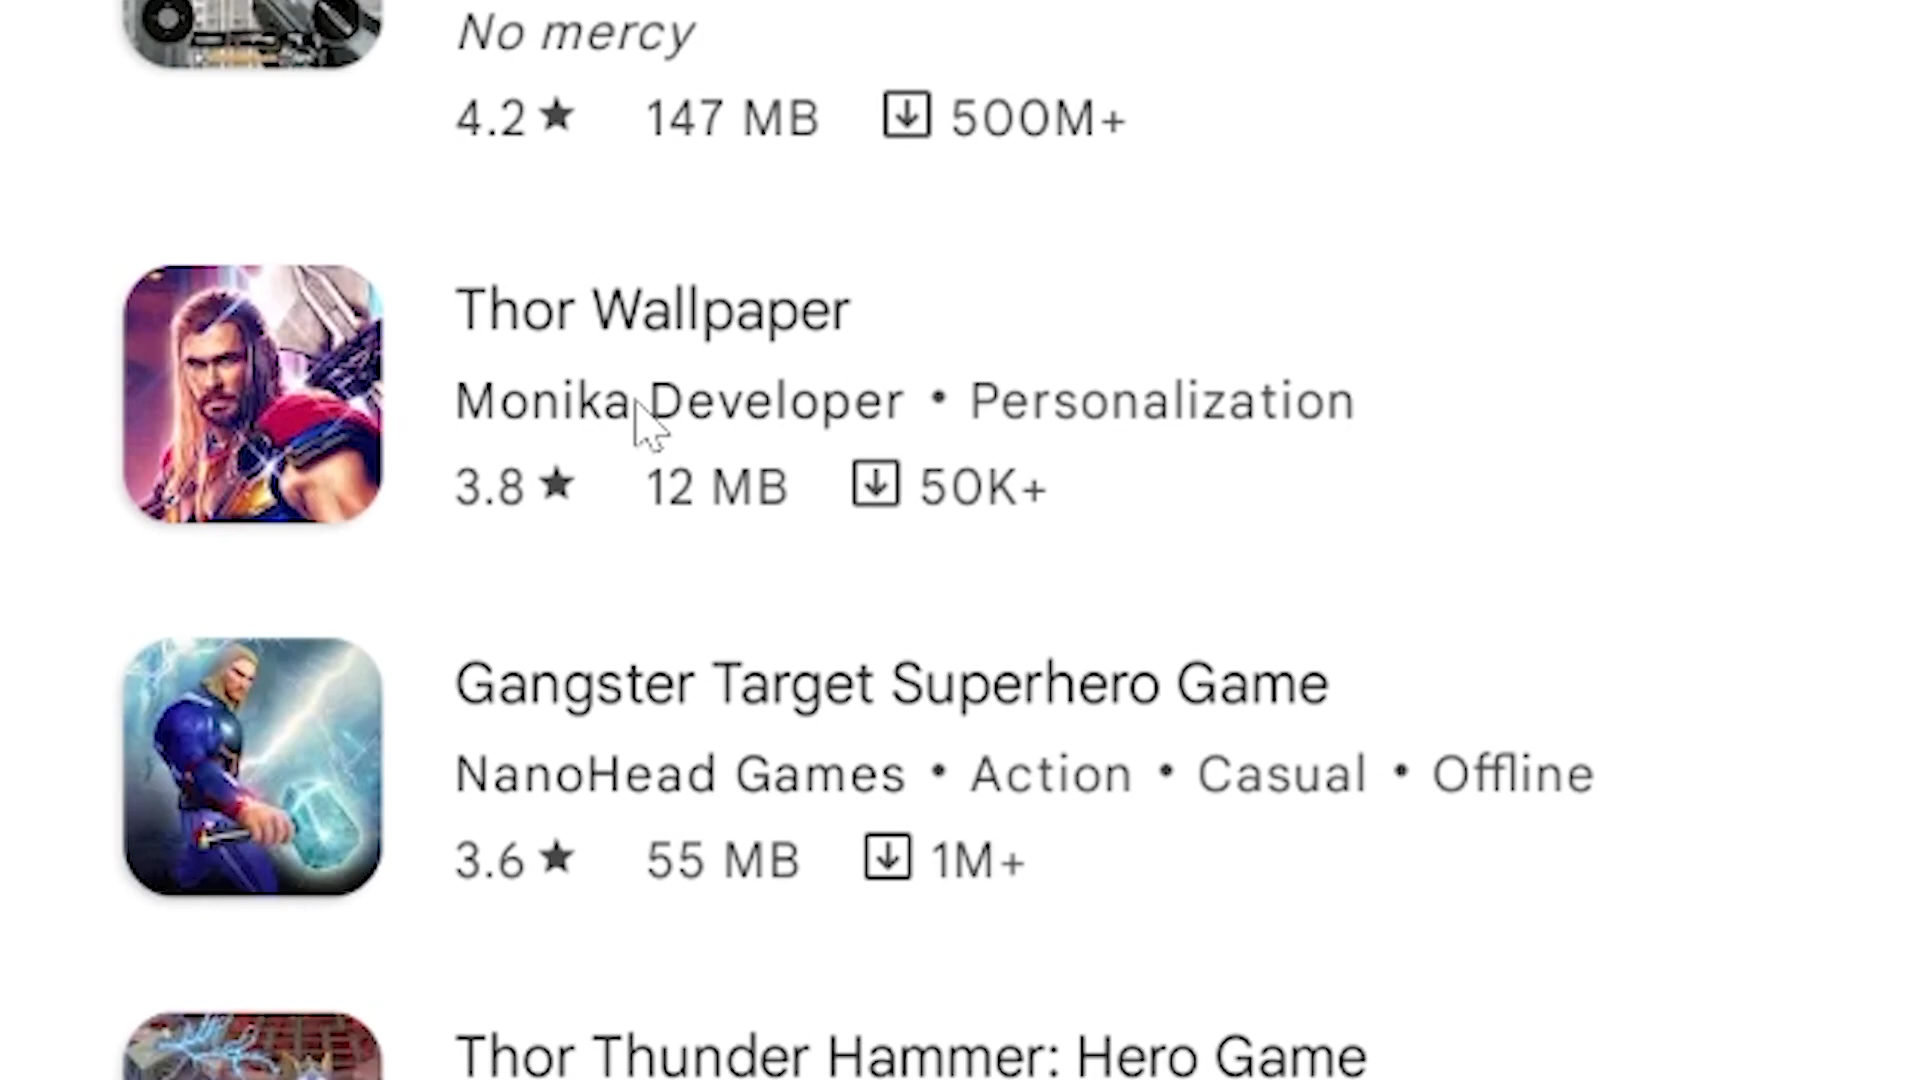 No mercy
4.2 ★ 147 MB 500M+
Thor Wallpaper
Monika Developer • Personalization
3.8 ★ 12 MB 50K+
Gangster Target Superhero Game
NanoHead Games • Action • Casual • Offline
3.6 ★ 55 MB 1M+
Thor Thunder Hammer: Hero Game